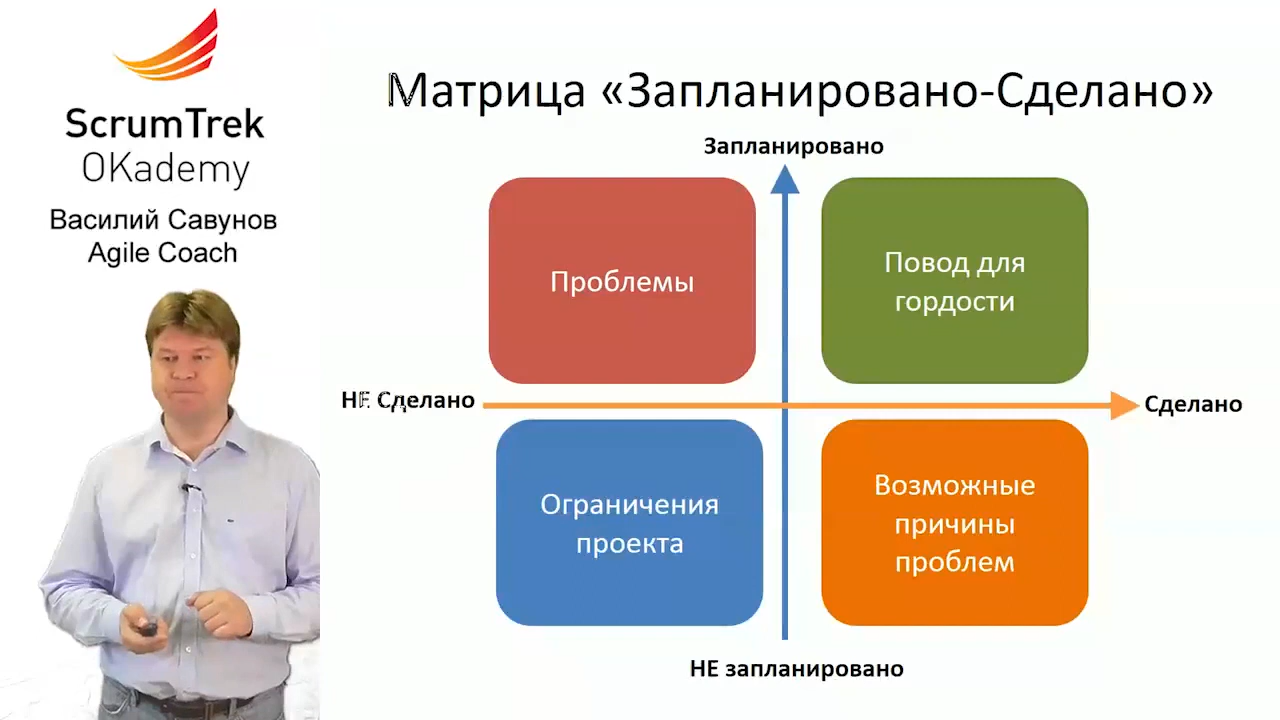 ScrumTrek
OKademy
Василий Савунов
Agile Coach
Матрица «Запланировано-Сделано»
Запланировано
Проблемы
Повод для
гордости
НЕ Сделано
Сделано
Ограничения
проекта
Возможные
причины
проблем
НЕ запланировано